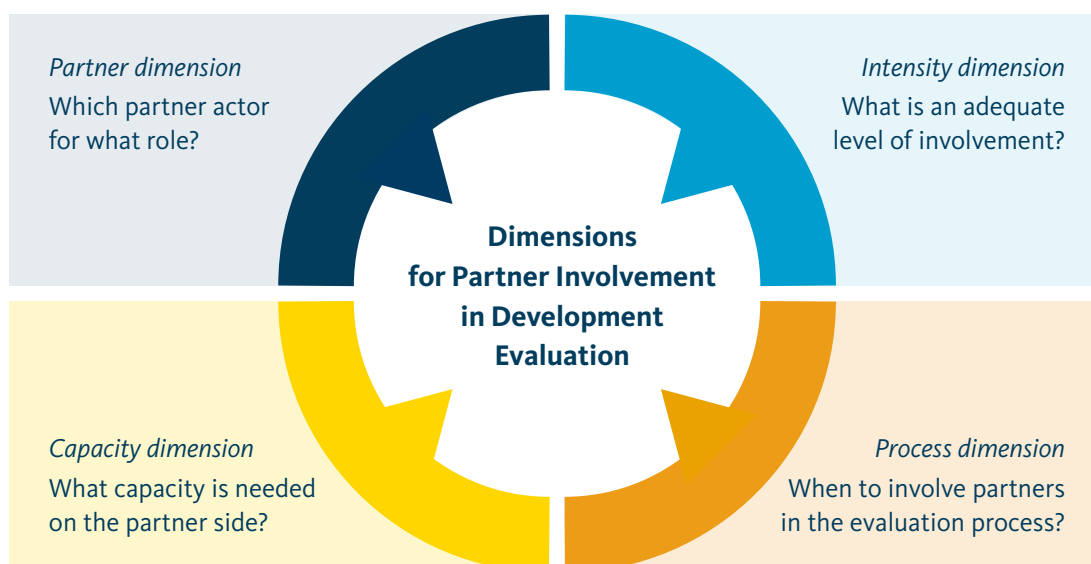 Partner dimension
Which partner actor
for what role?
Intensity dimension
What is an adequate
level of involvement?
Dimensions
for Partner Involvement
in Development
Evaluation
Capacity dimension
What capacity is needed
on the partner side?
Process dimension
When to involve partners
in the evaluation process?